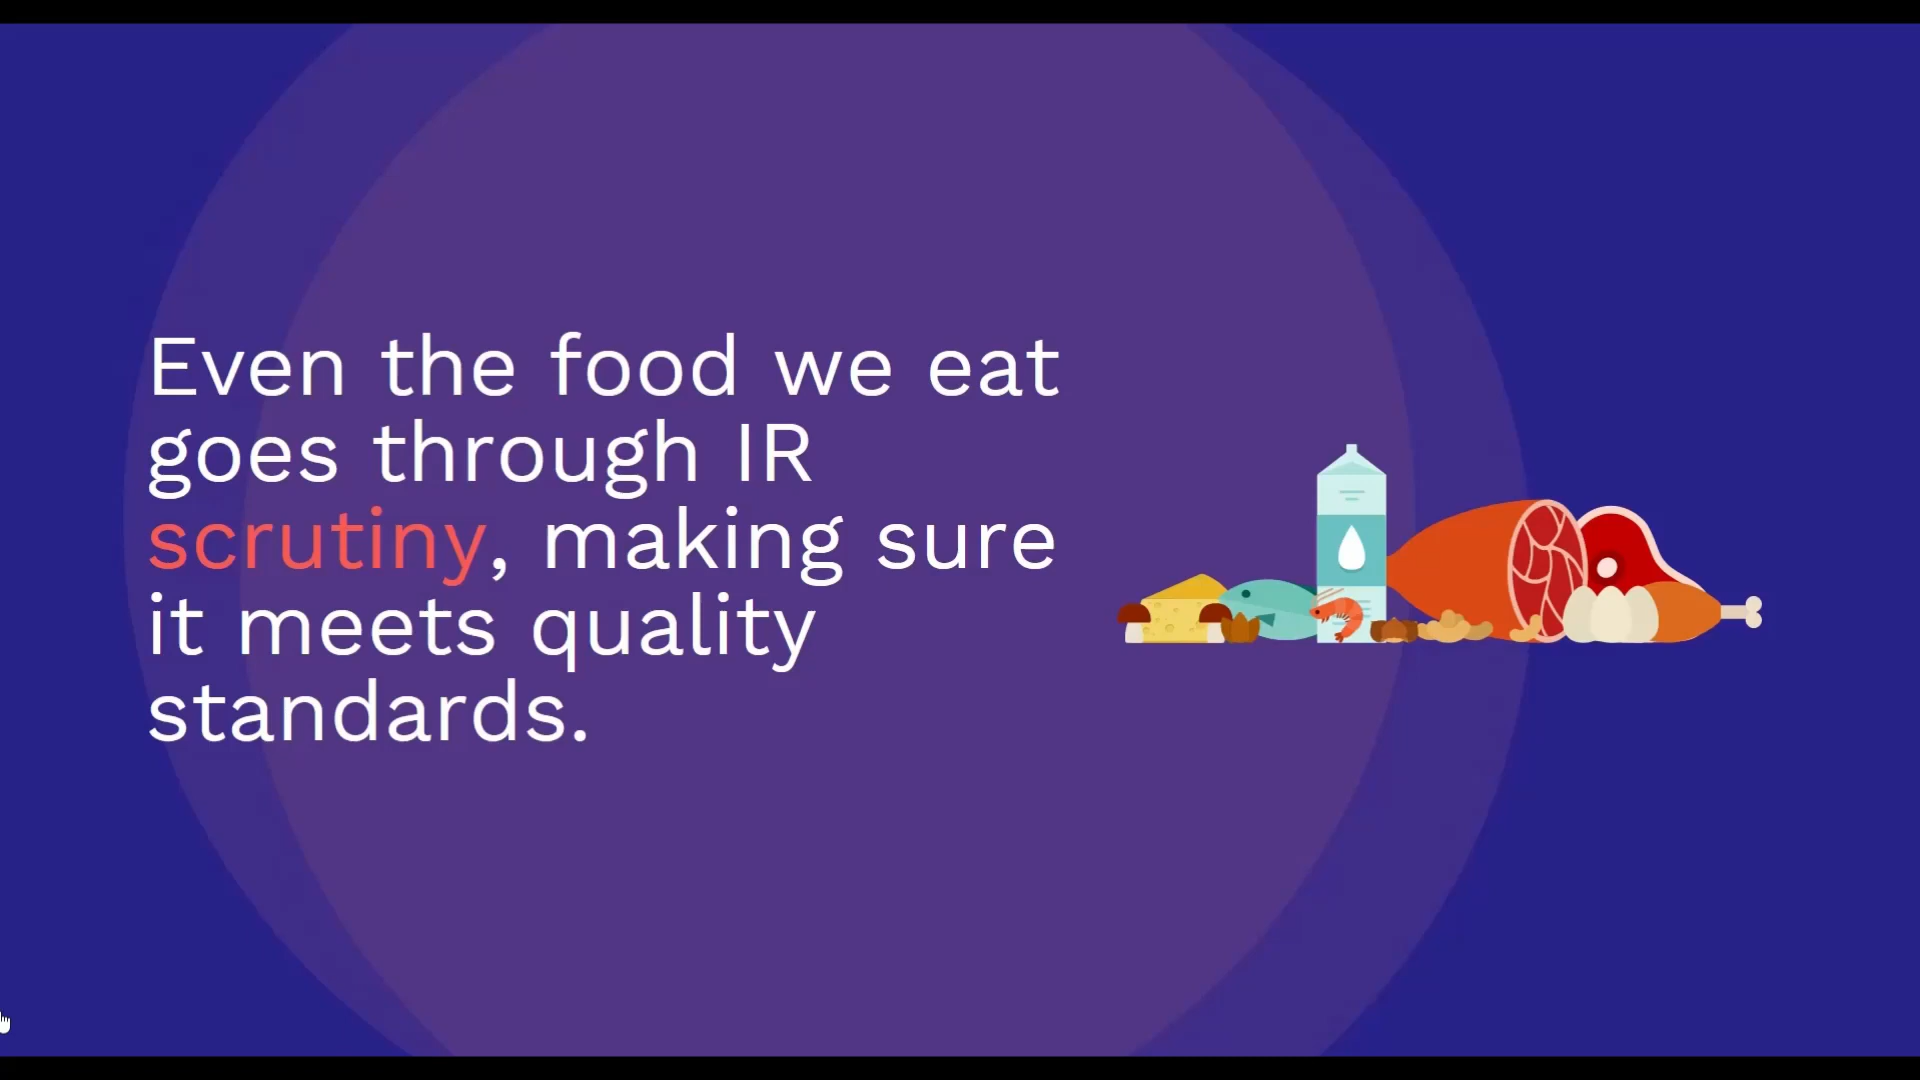 Even the food we eat
goes through IR
scrutiny, making sure
it meets quality
standards.